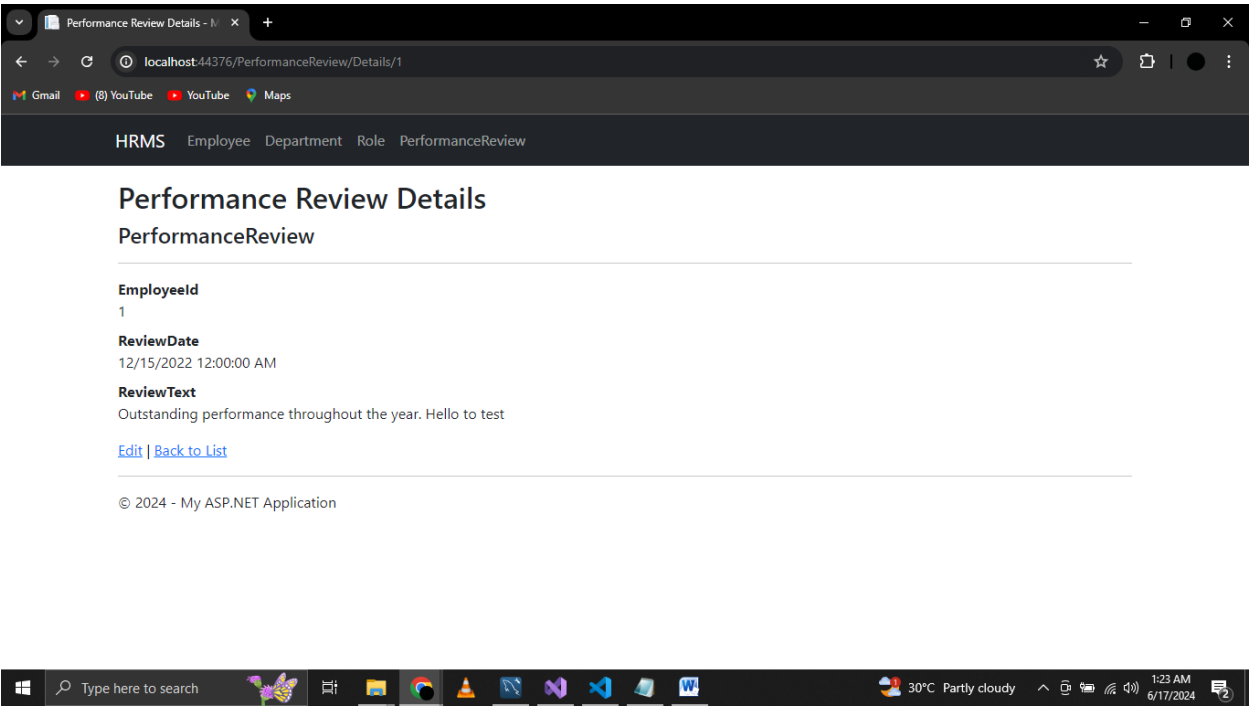 Performance Review Details - M
localhost:44376/PerformanceReview/Details/1
Gmail (8) YouTube YouTube Maps
HRMS Employee Department Role PerformanceReview
Performance Review Details
PerformanceReview
EmployeeId
1
ReviewDate
12/15/2022 12:00:00 AM
ReviewText
Outstanding performance throughout the year. Hello to test
Edit | Back to List
© 2024 - My ASP.NET Application
Type here to search
30°C Partly cloudy
1:23 AM
6/17/2024
2